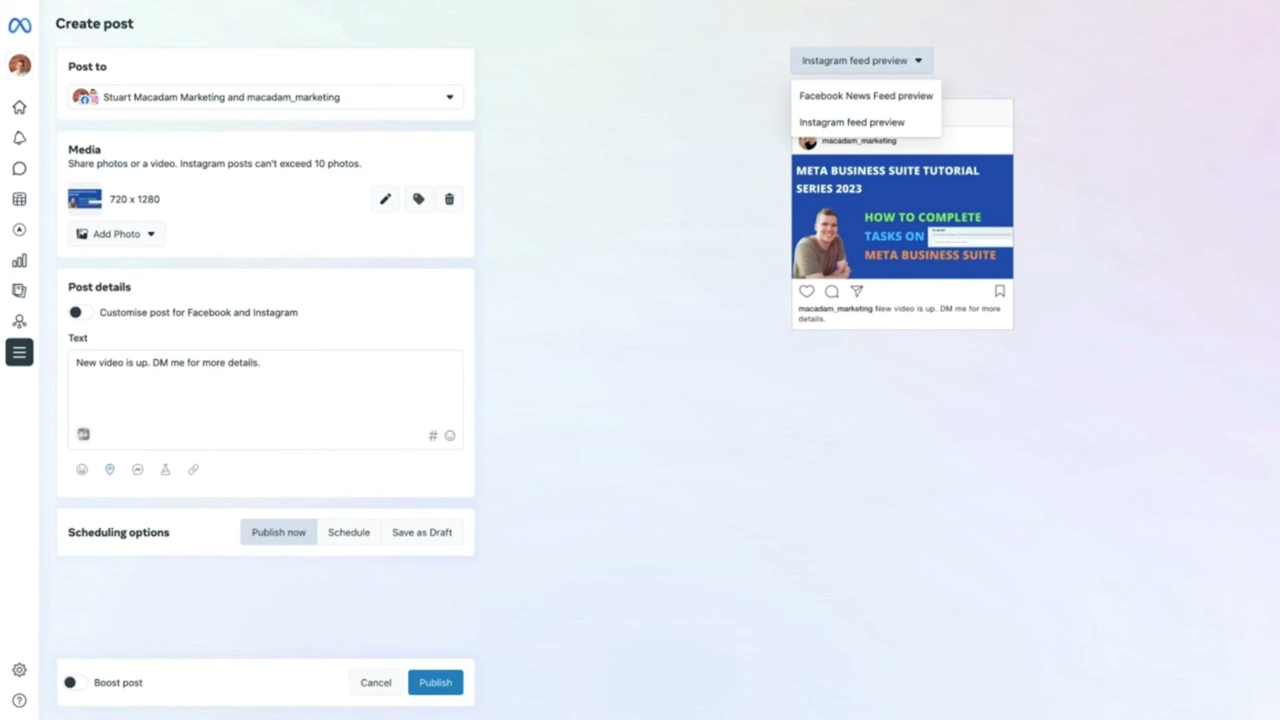 Create post
Post to
Stuart Macadam Marketing and macadam_marketing
Media
Share photos or a video. Instagram posts can't exceed 10 photos.
720 x 1280
Add Photo
Post details
Customise post for Facebook and Instagram
Text
New video is up. DM me for more details.
#
Scheduling options
Publish now
Schedule
Save as Draft
Boost post
Cancel
Publish
Instagram feed preview
Facebook News Feed preview
Instagram feed preview
macadam_marketing
META BUSINESS SUITE TUTORIAL
SERIES 2023
HOW TO COMPLETE
TASKS ON
META BUSINESS SUITE
macadam_marketing New video is up. DM me for more
details.